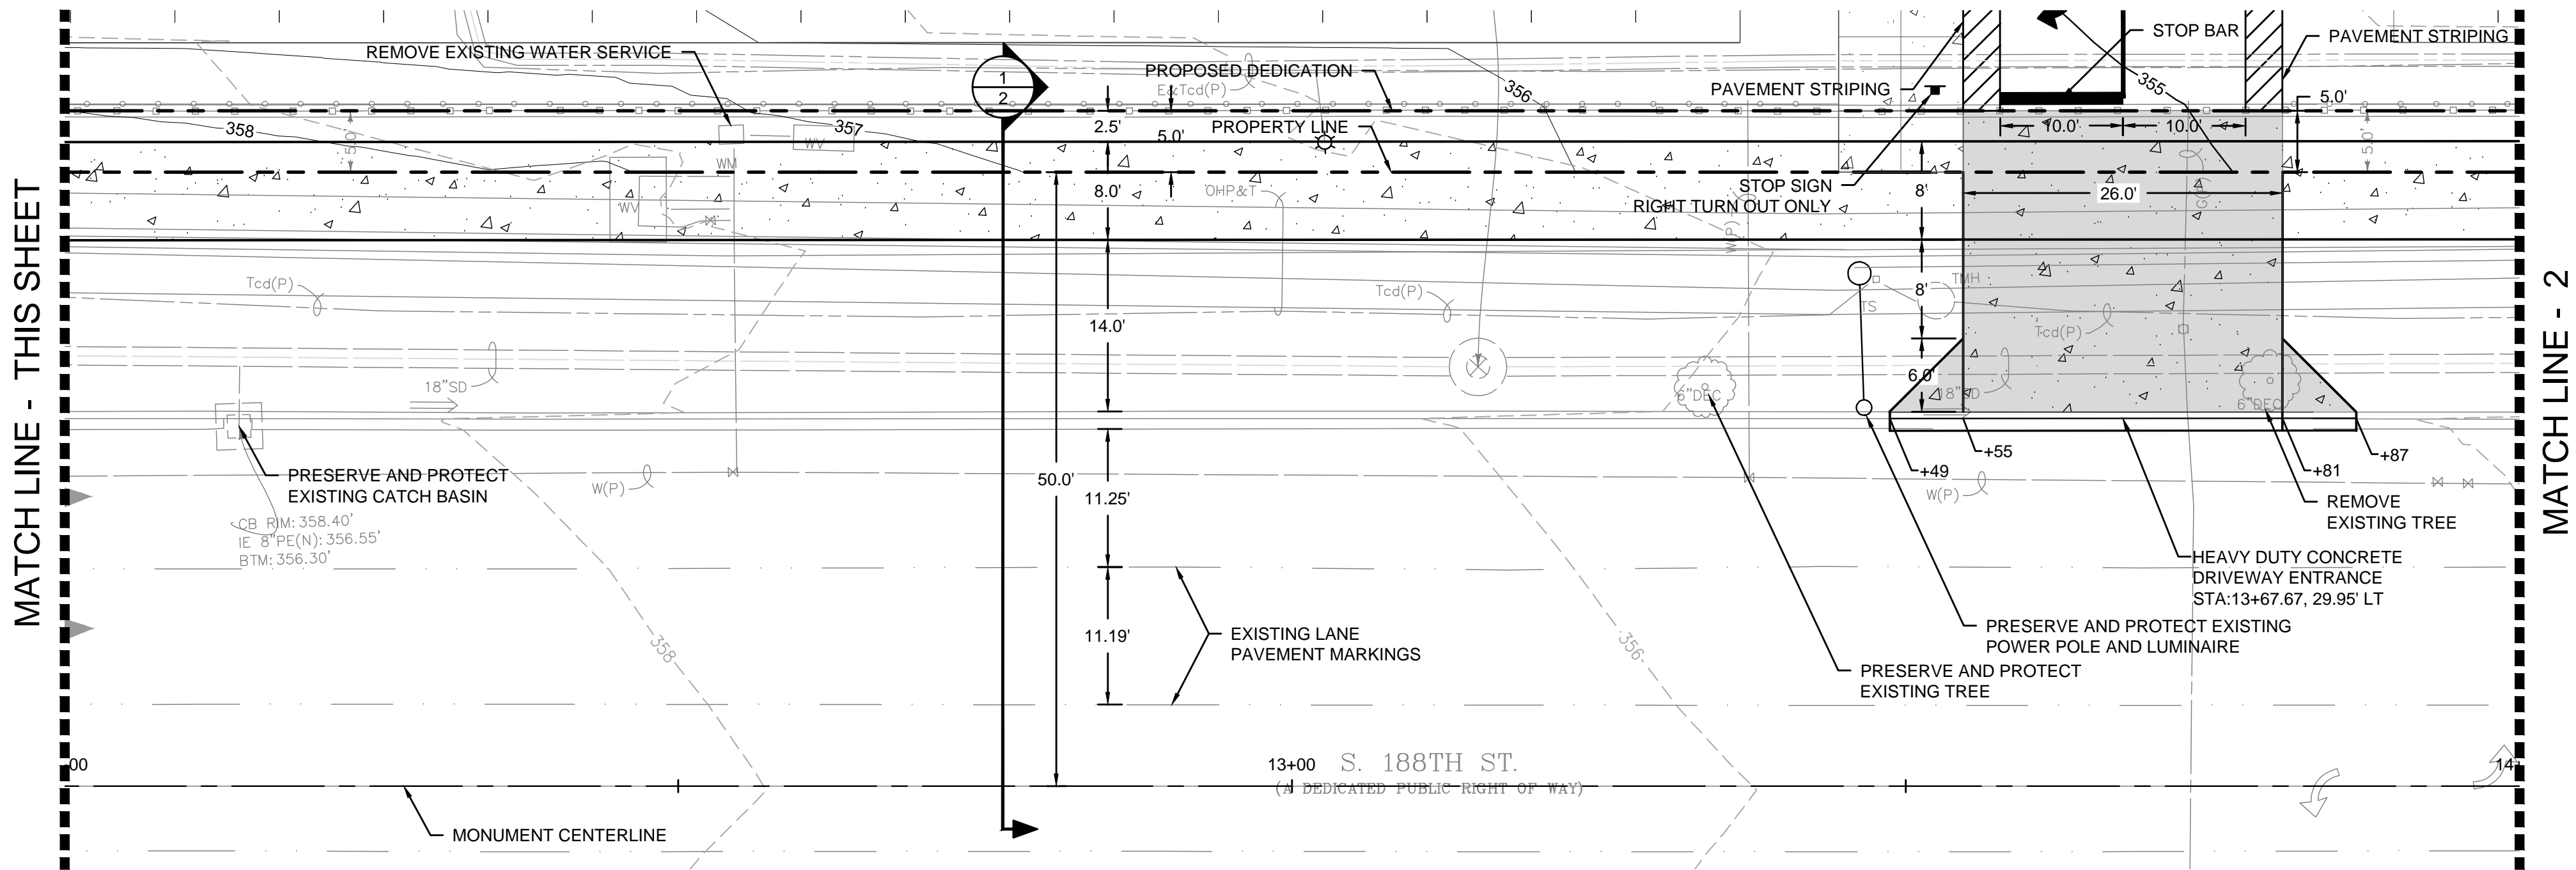 REMOVE EXISTING WATER SERVICE
1
2
PROPOSED DEDICATION
E&Tcd(P)
356
STOP BAR
PAVEMENT STRIPING
PAVEMENT STRIPING
355
5.0'
358
5.0'
357
WV
WM
WV
2.5'
5.0'
PROPERTY LINE
8.0'
OHP&T
10.0'
10.0'
5.0'
STOP SIGN
RIGHT TURN OUT ONLY
8'
26.0'
MATCH LINE - THIS SHEET
MATCH LINE - 2
Tcd(P)
14.0'
Tcd(P)
8'
TMH
TS
Tcd(P)
18"SD
6.0'
6"DEC
18"SD
6"DEC
PRESERVE AND PROTECT
EXISTING CATCH BASIN
CB RIM: 358.40'
IE 8"PE(N): 356.55'
BTM: 356.30'
W(P)
50.0'
11.25'
+49
+55
+81
+87
W(P)
REMOVE
EXISTING TREE
HEAVY DUTY CONCRETE
DRIVEWAY ENTRANCE
STA:13+67.67, 29.95' LT
11.19'
EXISTING LANE
PAVEMENT MARKINGS
358
356
PRESERVE AND PROTECT EXISTING
POWER POLE AND LUMINAIRE
PRESERVE AND PROTECT
EXISTING TREE
00
13+00
S. 188TH ST.
(A DEDICATED PUBLIC RIGHT OF WAY)
14
MONUMENT CENTERLINE